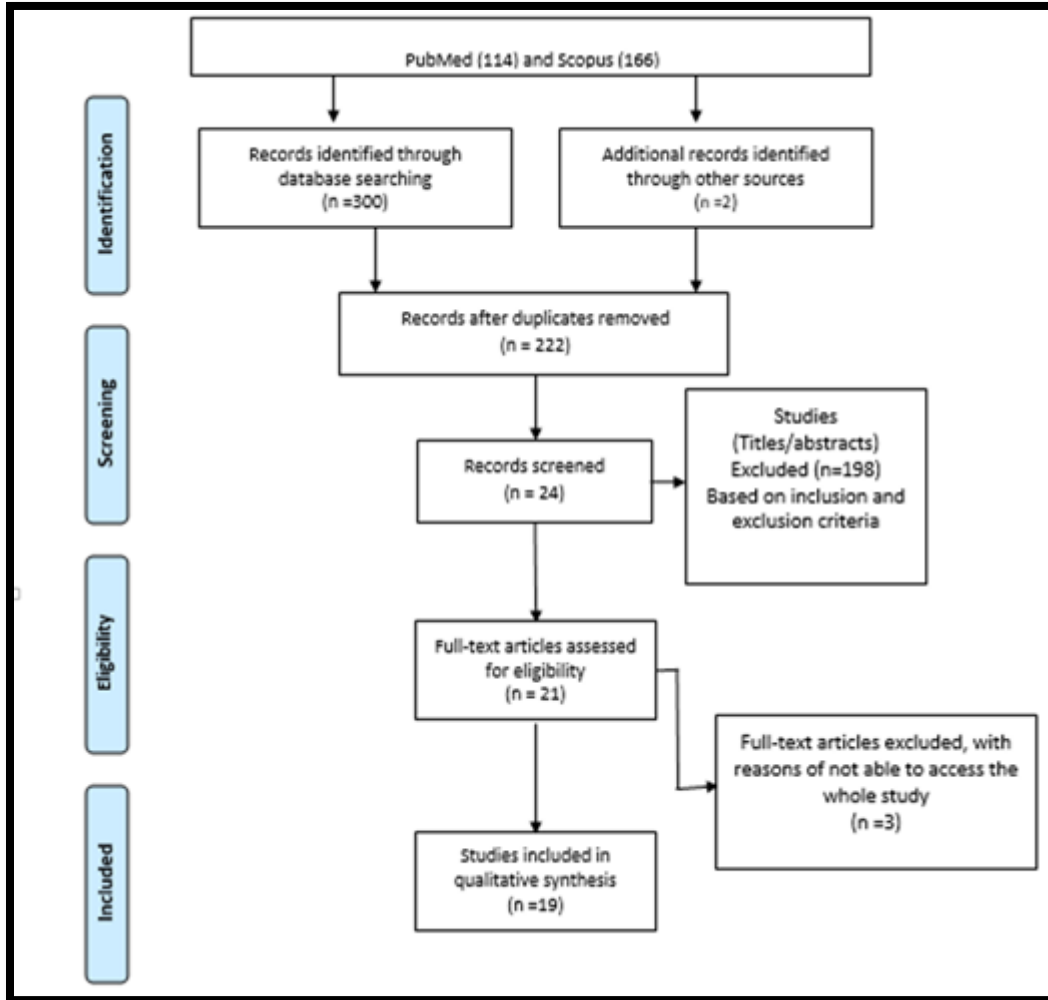 PubMed (114) and Scopus (166)
Identification
Records identified through
database searching
(n =300)
Additional records identified
through other sources
(n =2)
Records after duplicates removed
(n = 222)
Screening
Records screened
(n = 24)
Studies
(Titles/abstracts)
Excluded (n=198)
Based on inclusion and
exclusion criteria
Eligibility
Full-text articles assessed
for eligibility
(n = 21)
Full-text articles excluded, with
reasons of not able to access the
whole study
(n =3)
Included
Studies included in
qualitative synthesis
(n =19)